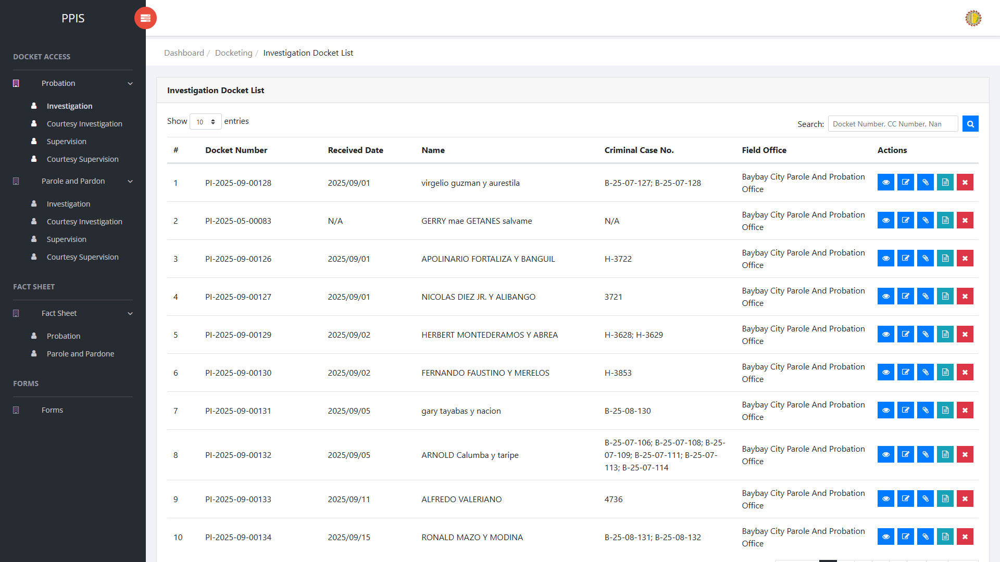 PPIS
DOCKET ACCESS
Probation
Investigation
Courtesy Investigation
Supervision
Courtesy Supervision
Parole and Pardon
Investigation
Courtesy Investigation
Supervision
Courtesy Supervision
FACT SHEET
Fact Sheet
Probation
Parole and Pardone
FORMS
Forms
Dashboard / Docketing / Investigation Docket List
Investigation Docket List
Show 10 entries
Search: Docket Number, CC Number, Nan
# Docket Number Received Date Name Criminal Case No. Field Office Actions
1 PI-2025-09-00128 2025/09/01 virgelio guzman y aurestila B-25-07-127; B-25-07-128 Baybay City Parole And Probation
Office
2 PI-2025-05-00083 N/A GERRY mae GETANES salvame N/A Baybay City Parole And Probation
Office
3 PI-2025-09-00126 2025/09/01 APOLINARIO FORTALIZA Y BANGUIL H-3722 Baybay City Parole And Probation
Office
4 PI-2025-09-00127 2025/09/01 NICOLAS DIEZ JR. Y ALIBANGO 3721 Baybay City Parole And Probation
Office
5 PI-2025-09-00129 2025/09/02 HERBERT MONTEDERAMOS Y ABREA H-3628; H-3629 Baybay City Parole And Probation
Office
6 PI-2025-09-00130 2025/09/02 FERNANDO FAUSTINO Y MERELOS H-3853 Baybay City Parole And Probation
Office
7 PI-2025-09-00131 2025/09/05 gary tayabas y nacion B-25-08-130 Baybay City Parole And Probation
Office
8 PI-2025-09-00132 2025/09/05 ARNOLD Calumba y taripe B-25-07-106; B-25-07-108; B-25-
07-109; B-25-07-111; B-25-07-
113; B-25-07-114 Baybay City Parole And Probation
Office
9 PI-2025-09-00133 2025/09/11 ALFREDO VALERIANO 4736 Baybay City Parole And Probation
Office
10 PI-2025-09-00134 2025/09/15 RONALD MAZO Y MODINA B-25-08-131; B-25-08-132 Baybay City Parole And Probation
Office